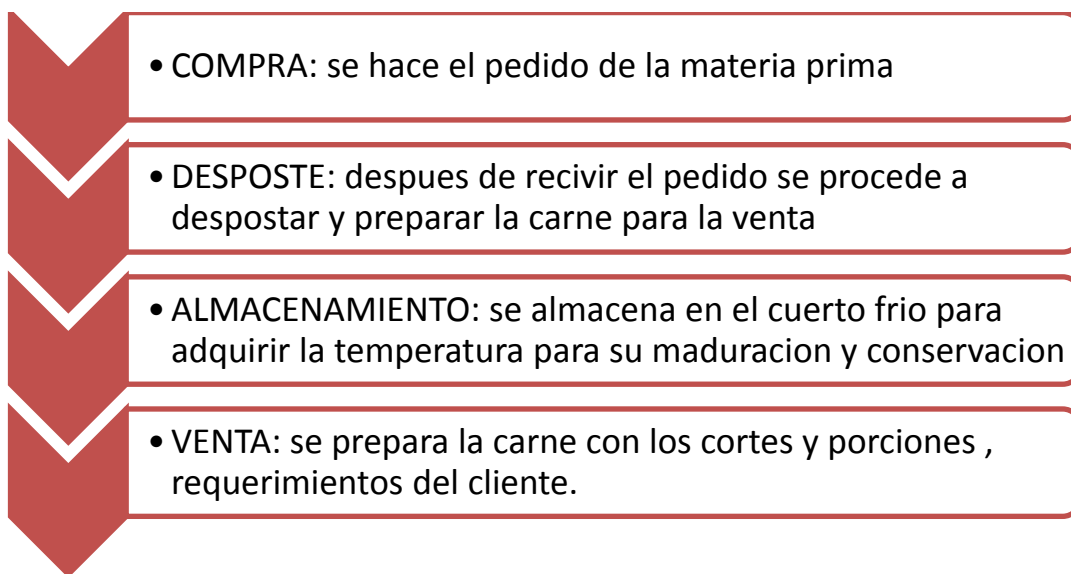 • COMPRA: se hace el pedido de la materia prima
• DESPOSTE: despues de recivir el pedido se procede a
despostar y preparar la carne para la venta
• ALMACENAMIENTO: se almacena en el cuerto frio para
adquirir la temperatura para su maduracion y conservacion
• VENTA: se prepara la carne con los cortes y porciones ,
requerimientos del cliente.